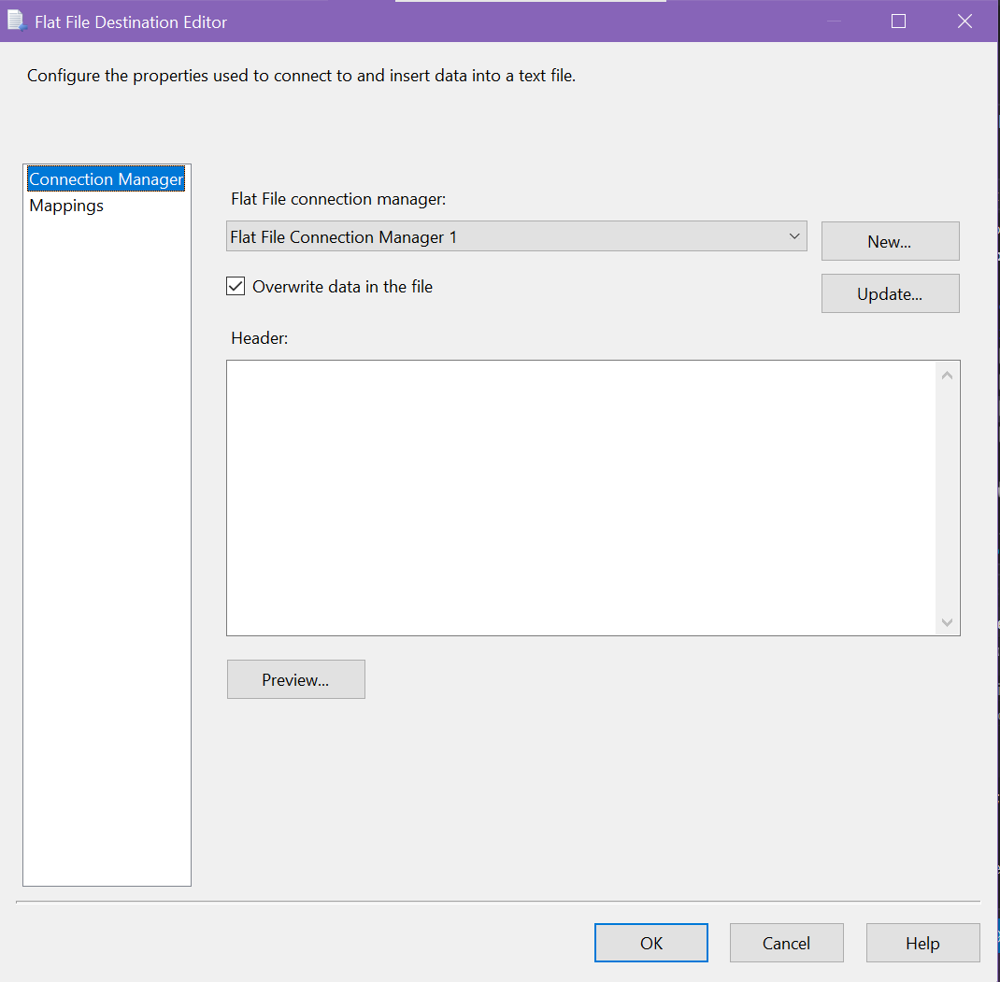 Flat File Destination Editor
Configure the properties used to connect to and insert data into a text file.
Connection Manager
Mappings
Flat File connection manager:
Flat File Connection Manager 1
New...
Overwrite data in the file
Update...
Header:
Preview...
OK
Cancel
Help